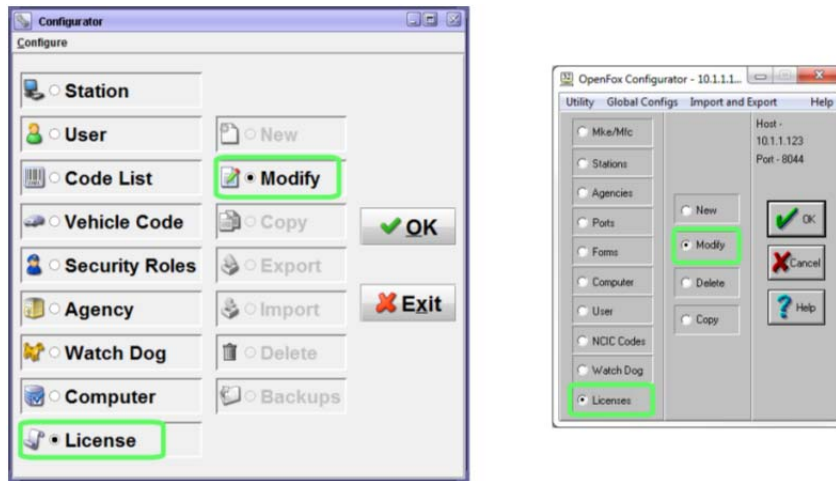 Configurator
Configure
Station
User
New
Code List
Modify
Vehicle Code
Copy
OK
Security Roles
Export
Agency
Import
Exit
Watch Dog
Delete
Computer
Backups
License
OpenFox Configurator - 10.1.1.1...
Utility Global Configs Import and Export Help
Mke/Mfc
Stations
Agencies
Ports
Forms
Computer
User
NCIC Codes
Watch Dog
Licenses
New
Modify
Delete
Copy
Host -
10.1.1.123
Port - 8044
OK
Cancel
Help